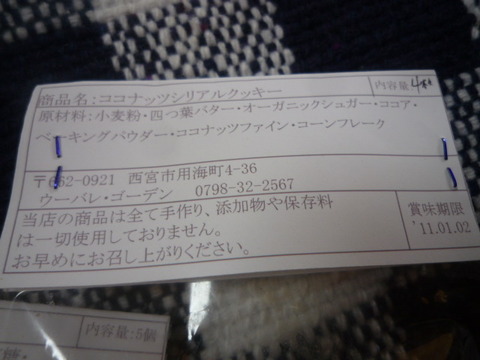 商品名:ココナッツシリアルクッキー 内容量 4枚
原材料:小麦粉・四つ葉バター・オーガニックシュガー・ココア・
ベーキングパウダー・ココナッツファイン・コーンフレーク
〒662-0921 西宮市用海町4-36
ウーバレ・ゴーデン 0798-32-2567
当店の商品は全て手作り、添加物や保存料
は一切使用しておりません。
お早めにお召し上がりください。
賞味期限
'11.01.02
内容量:5個